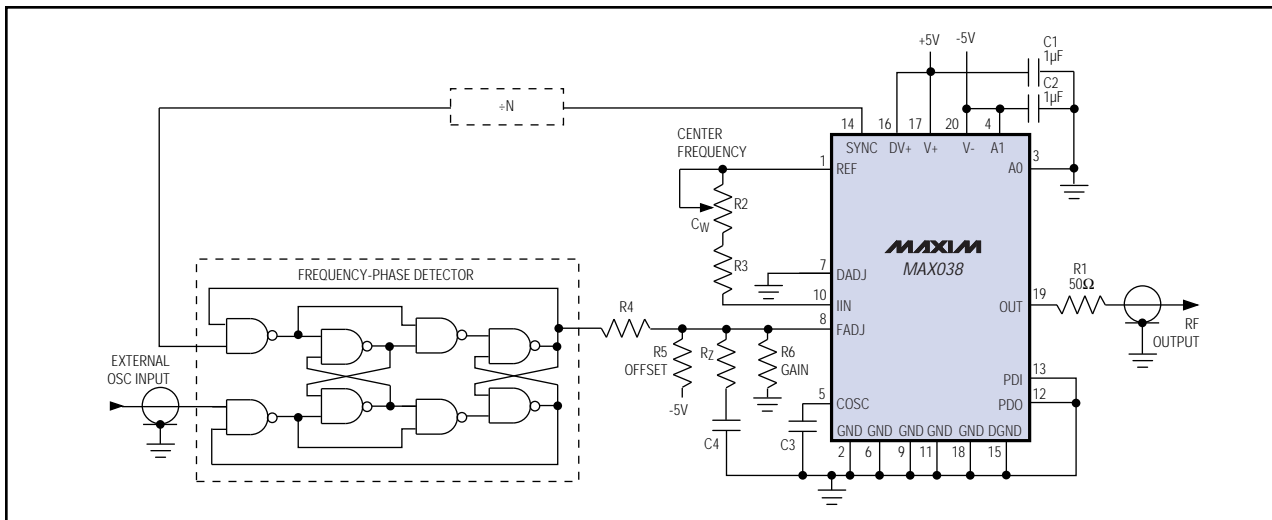 +5V
-5V
C1
1µF
C2
1µF
÷N
14
16
17
20
4
SYNC
DV+
V+
V-
A1
CENTER
FREQUENCY
1
REF
A0
3
R2
CW
R3
MAXIM
MAX038
FREQUENCY-PHASE DETECTOR
7
DADJ
10
IIN
R4
8
FADJ
OUT
19
R1
50Ω
RF
OUTPUT
EXTERNAL
OSC INPUT
R5
OFFSET
RZ
R6
GAIN
-5V
PDI
13
PDO
12
5
COSC
C4
C3
GND
GND
GND
GND
GND
DGND
2
6
9
11
18
15